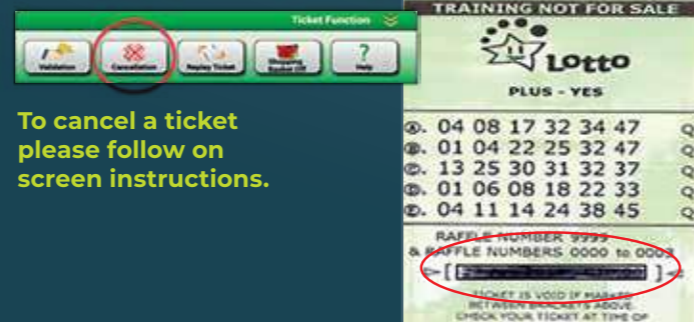 Ticket Function
Validation
Cancellation
Replay Ticket
Shopping
Basket Off
?
Help
To cancel a ticket
please follow on
screen instructions.
TRAINING NOT FOR SALE
LOTTO
PLUS - YES
A. 04 08 17 32 34 47 Q
B. 01 04 22 25 32 47 Q
C. 13 25 30 31 32 37 Q
D. 01 06 08 18 22 33 Q
E. 04 11 14 24 38 45 Q
RAFFLE NUMBER 9999
& RAFFLE NUMBERS 0000 to 0003
TICKET IS VOID IF MARKED
BETWEEN BRACKETS ABOVE.
CHECK YOUR TICKET AT TIME OF